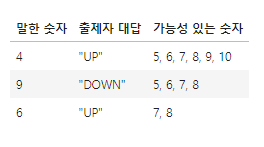 말한 숫자 출제자 대답 가능성 있는 숫자
4 "UP" 5, 6, 7, 8, 9, 10
9 "DOWN" 5, 6, 7, 8
6 "UP" 7, 8